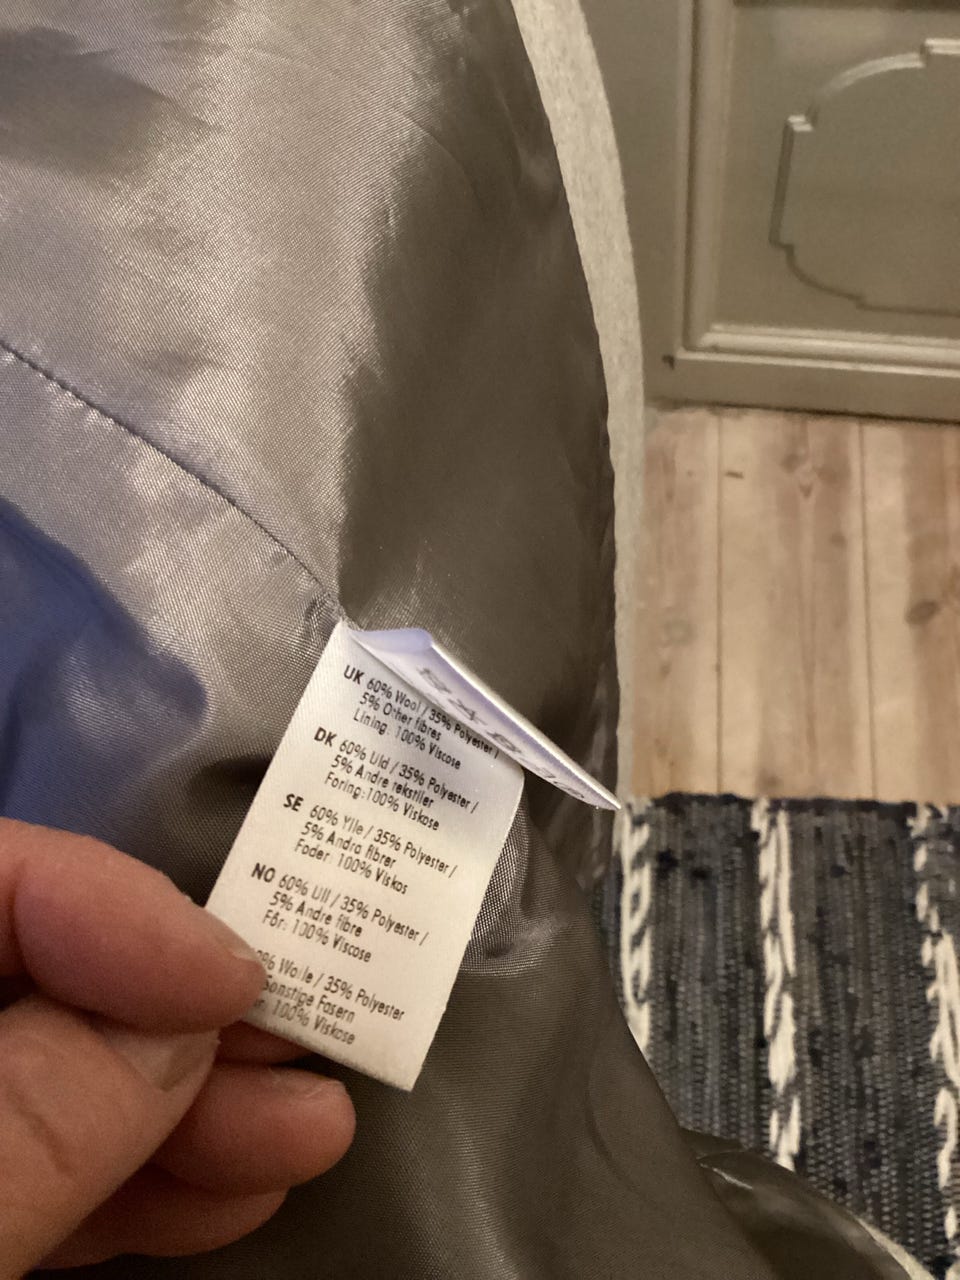 UK 60% Wool / 35% Polyester /
5% Other fibres
Lining: 100% Viscose
DK 60% Uld / 35% Polyester /
5% Andre tekstiler
Foring: 100% Viskose
SE 60% Ylle / 35% Polyester /
5% Andra fibrer
Foder: 100% Viskos
NO 60% Ull / 35% Polyester /
5% Andre fibre
Fôr: 100% Viscose
Wolle / 35% Polyester
Sonstige Fasern
100% Viskose